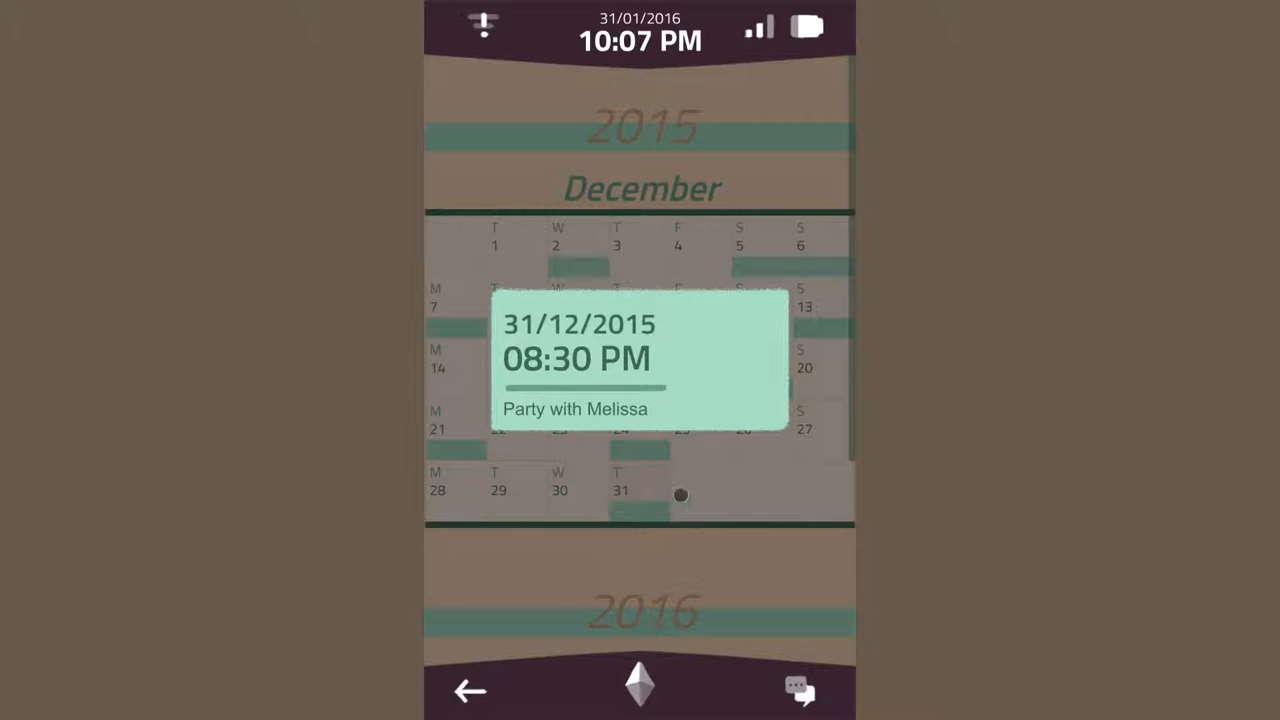 31/01/2016
10:07 PM
2015
December
T W T F S S
1 2 3 4 5 6
M
7 13
S
31/12/2015
08:30 PM
Party with Melissa
M S
14 20
M S
21 27
M T W T
28 29 30 31
2016